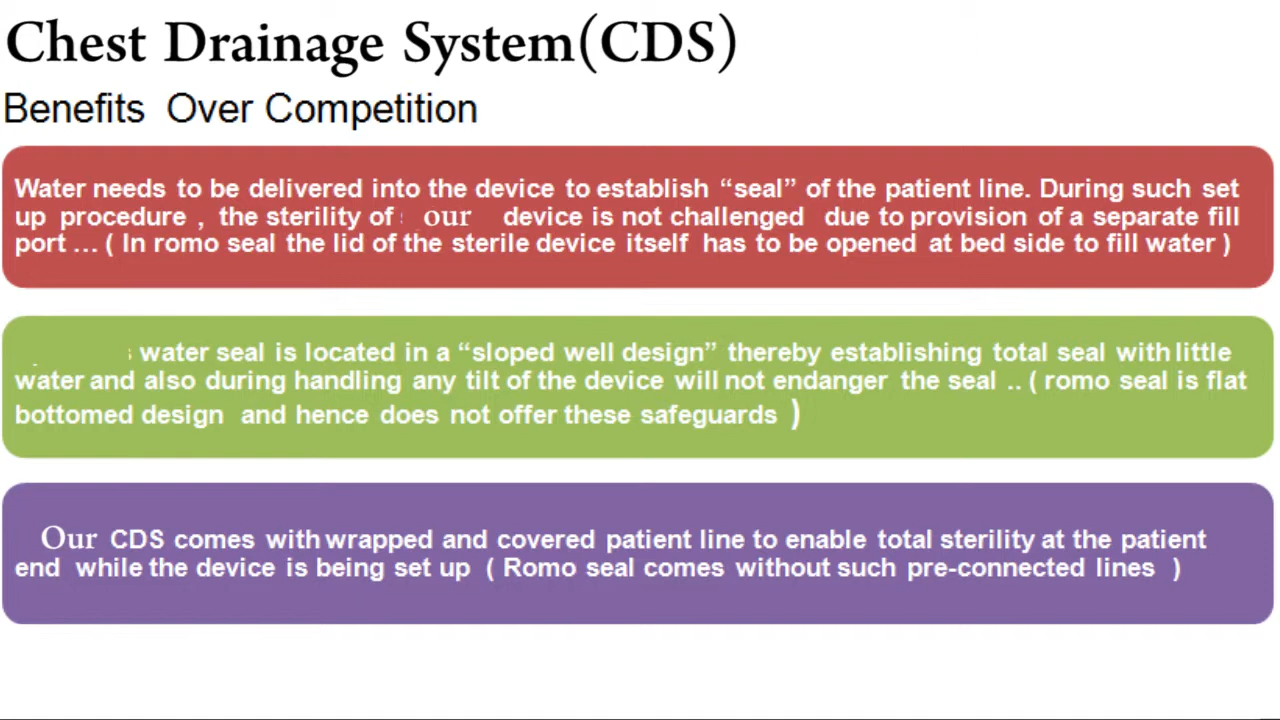 Chest Drainage System(CDS)
Benefits Over Competition
Water needs to be delivered into the device to establish “seal” of the patient line. During such set
up procedure , the sterility of our device is not challenged due to provision of a separate fill
port ... ( In romo seal the lid of the sterile device itself has to be opened at bed side to fill water )
water seal is located in a “sloped well design” thereby establishing total seal with little
water and also during handling any tilt of the device will not endanger the seal .. ( romo seal is flat
bottomed design and hence does not offer these safeguards )
Our CDS comes with wrapped and covered patient line to enable total sterility at the patient
end while the device is being set up ( Romo seal comes without such pre-connected lines )